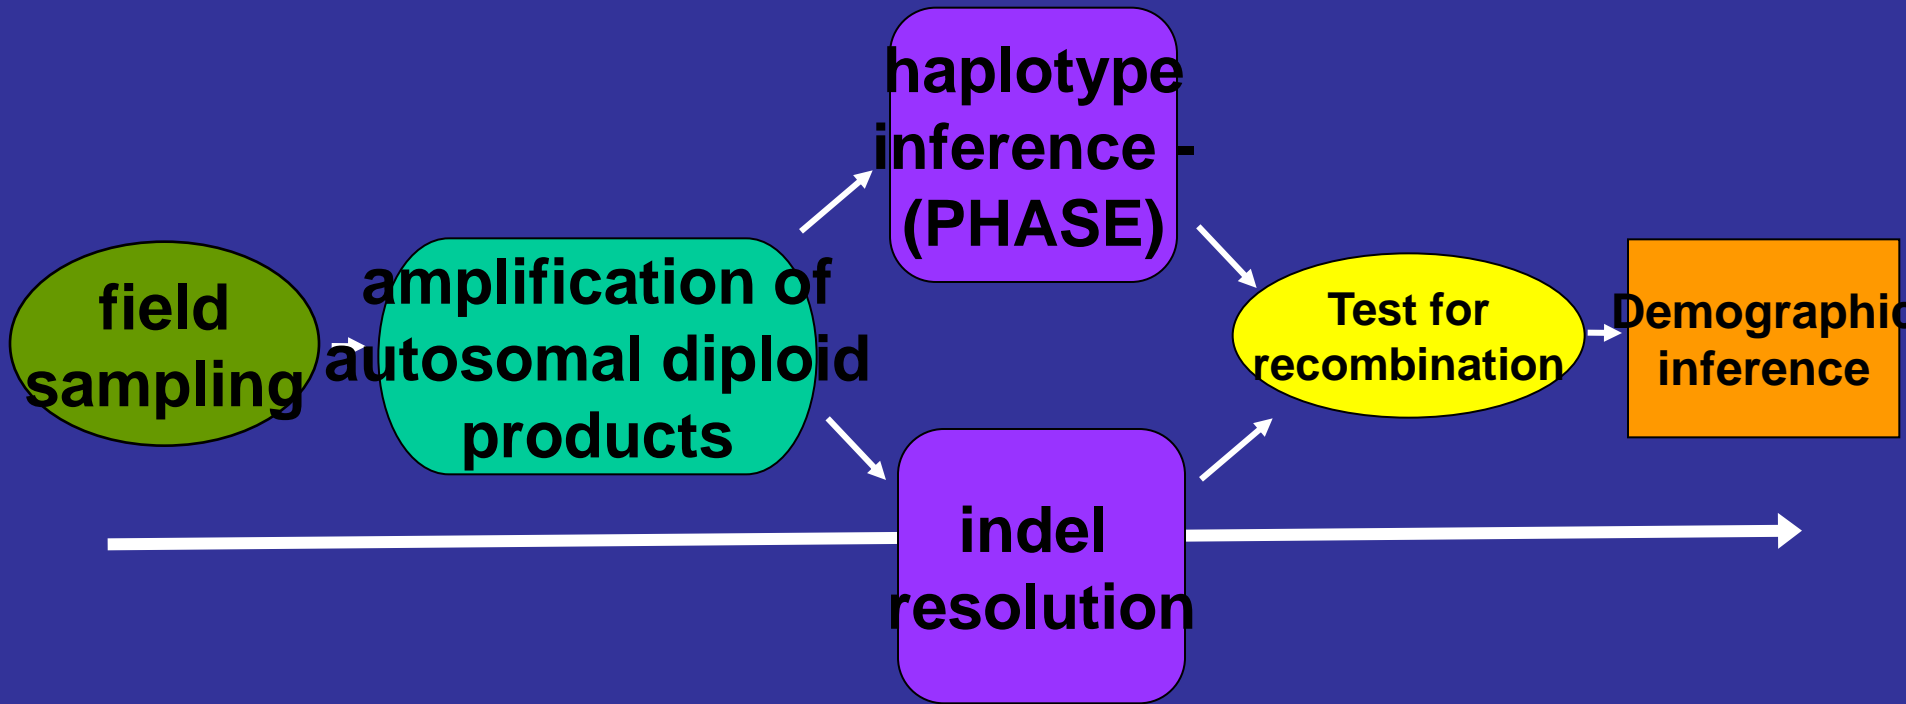 field
sampling
amplification of
autosomal diploid
products
haplotype
inference -
(PHASE)
indel
resolution
Test for
recombination
Demographic
inference